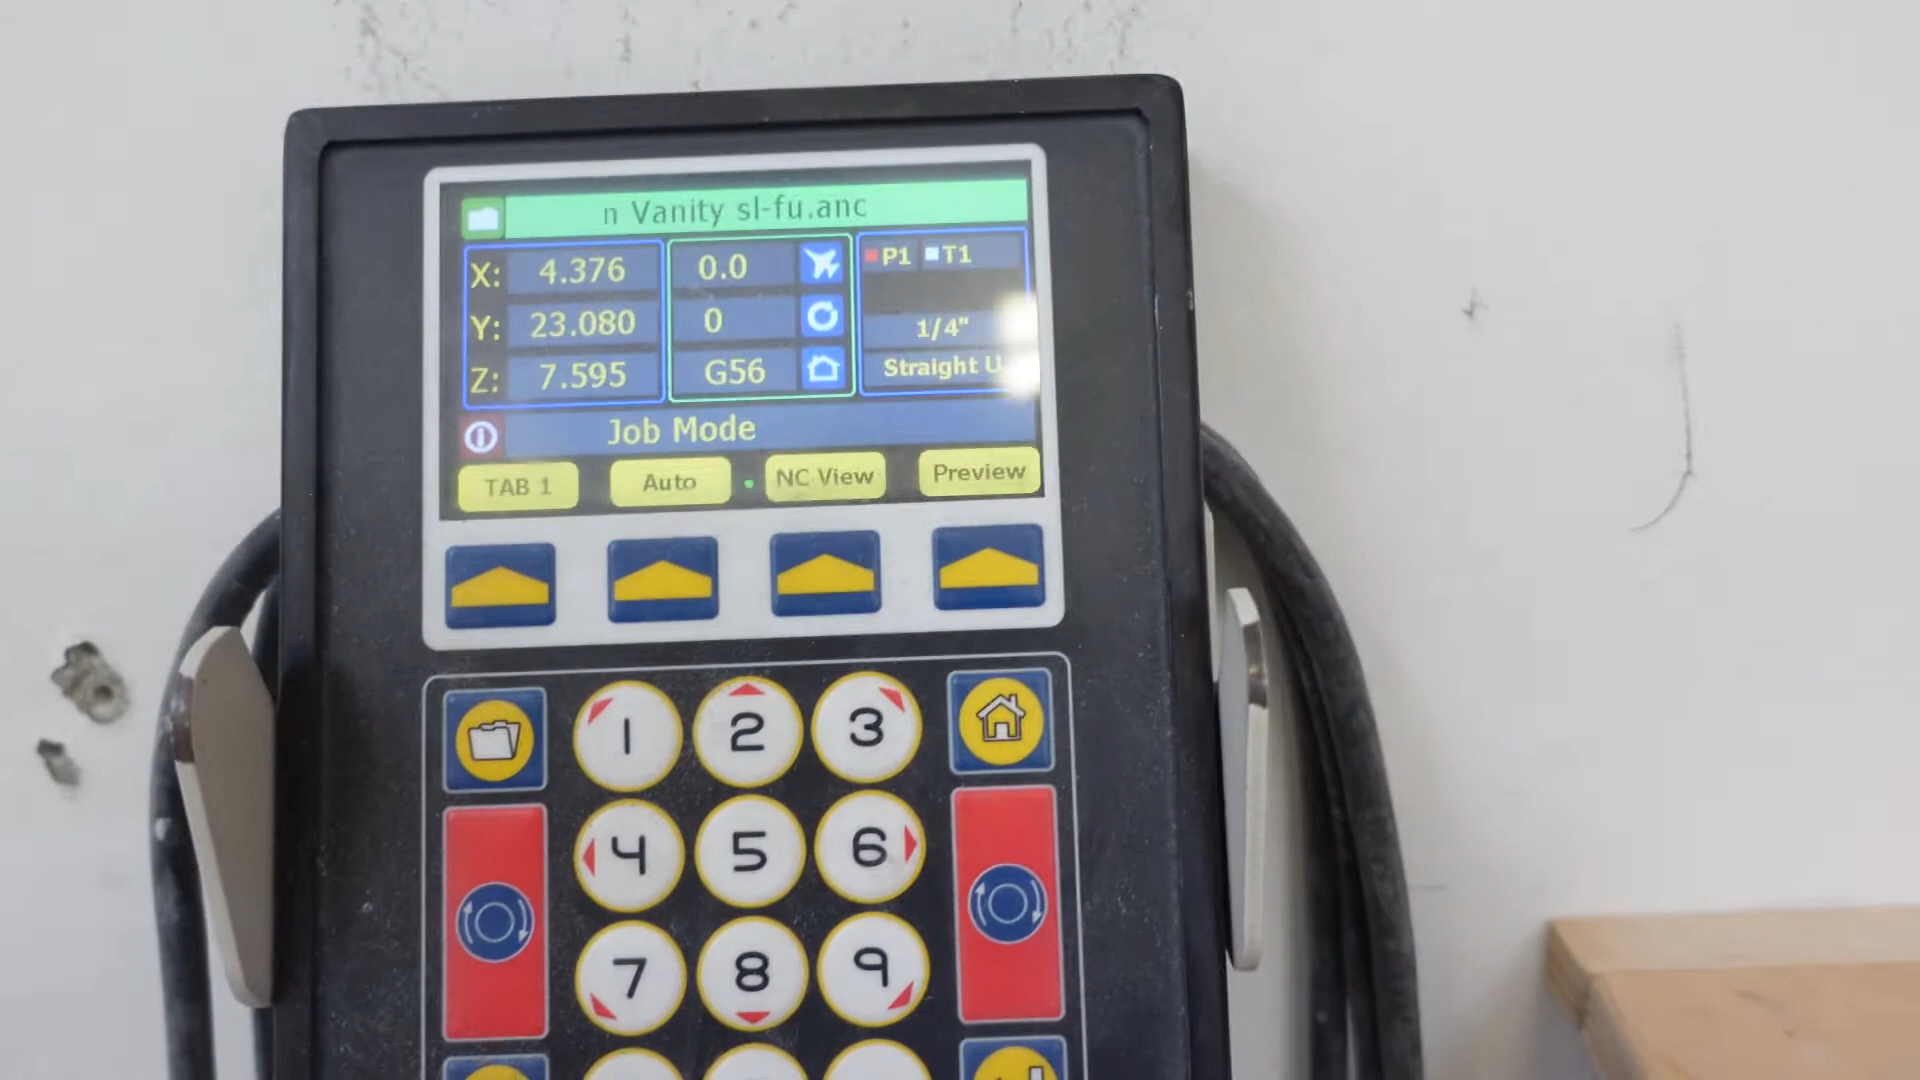 n Vanity sl-fu.anc
X: 4.376 0.0 P1 T1
Y: 23.080 0 1/4"
Z: 7.595 G56 Straight
Job Mode
TAB 1 Auto NC View Preview
1 2 3
4 5 6
7 8 9